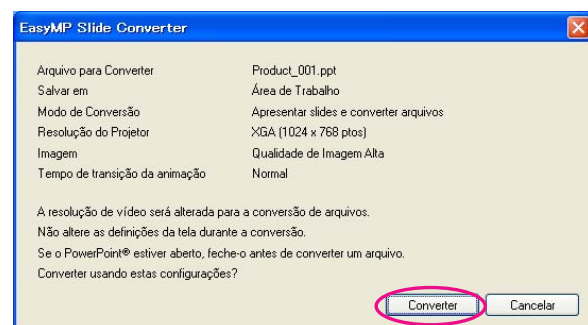 EasyMP Slide Converter
Arquivo para Converter Product_001.ppt
Salvar em Área de Trabalho
Modo de Conversão Apresentar slides e converter arquivos
Resolução do Projetor XGA (1024 x 768 ptos)
Imagem Qualidade de Imagem Alta
Tempo de transição da animação Normal
A resolução de vídeo será alterada para a conversão de arquivos.
Não altere as definições da tela durante a conversão.
Se o PowerPoint® estiver aberto, feche-o antes de converter um arquivo.
Converter usando estas configurações?
Converter Cancelar